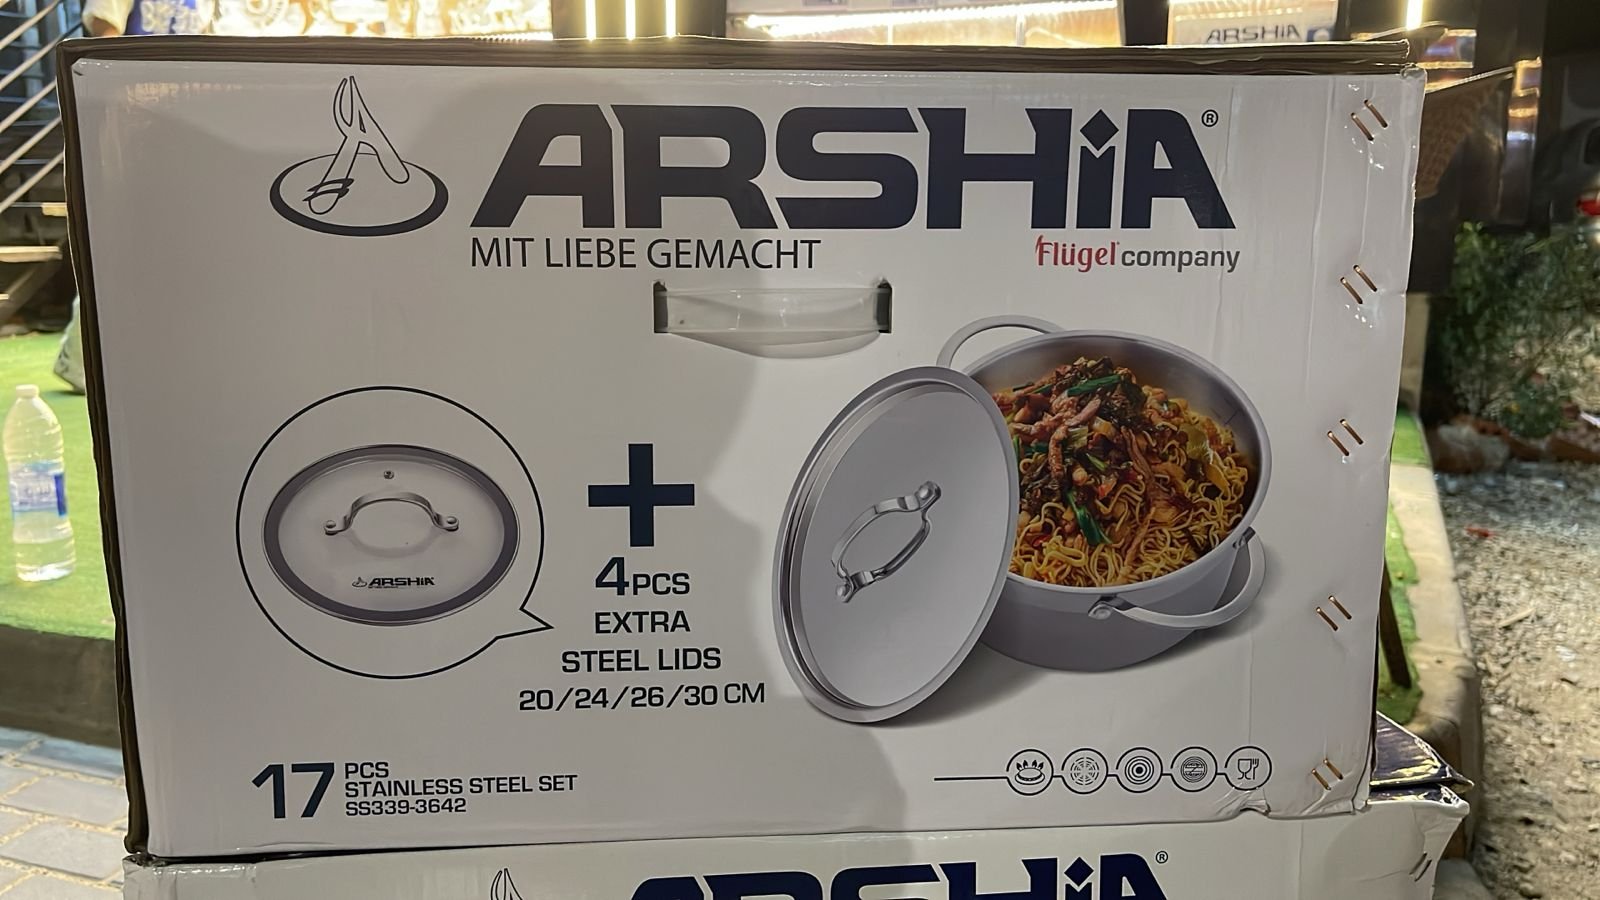 ARSHiA
ARSHiA®
MIT LIEBE GEMACHT
Flügel company
ARSHiA
4PCS
EXTRA
STEEL LIDS
20/24/26/30 CM
17 PCS
STAINLESS STEEL SET
SS339-3642
ARSHiA®